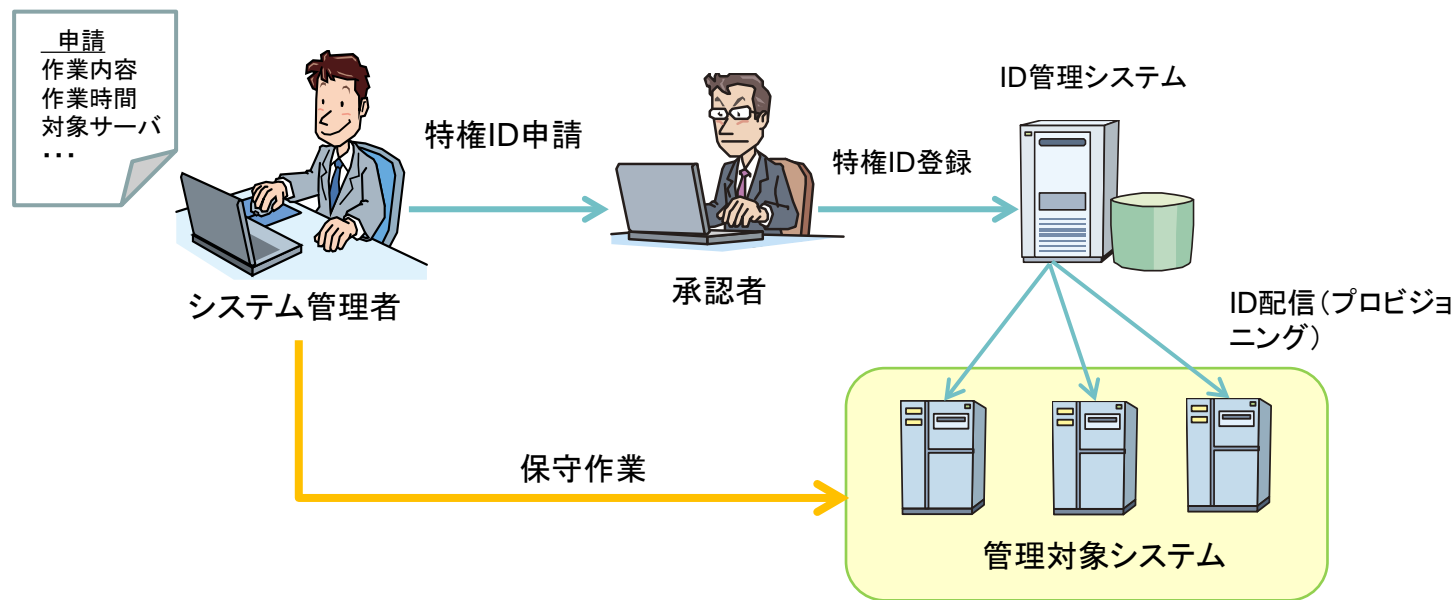 申請
作業内容
作業時間
対象サーバ
・・・
特権ID申請
特権ID登録
ID管理システム
システム管理者
承認者
ID配信(プロビジョ
ニング)
保守作業
管理対象システム